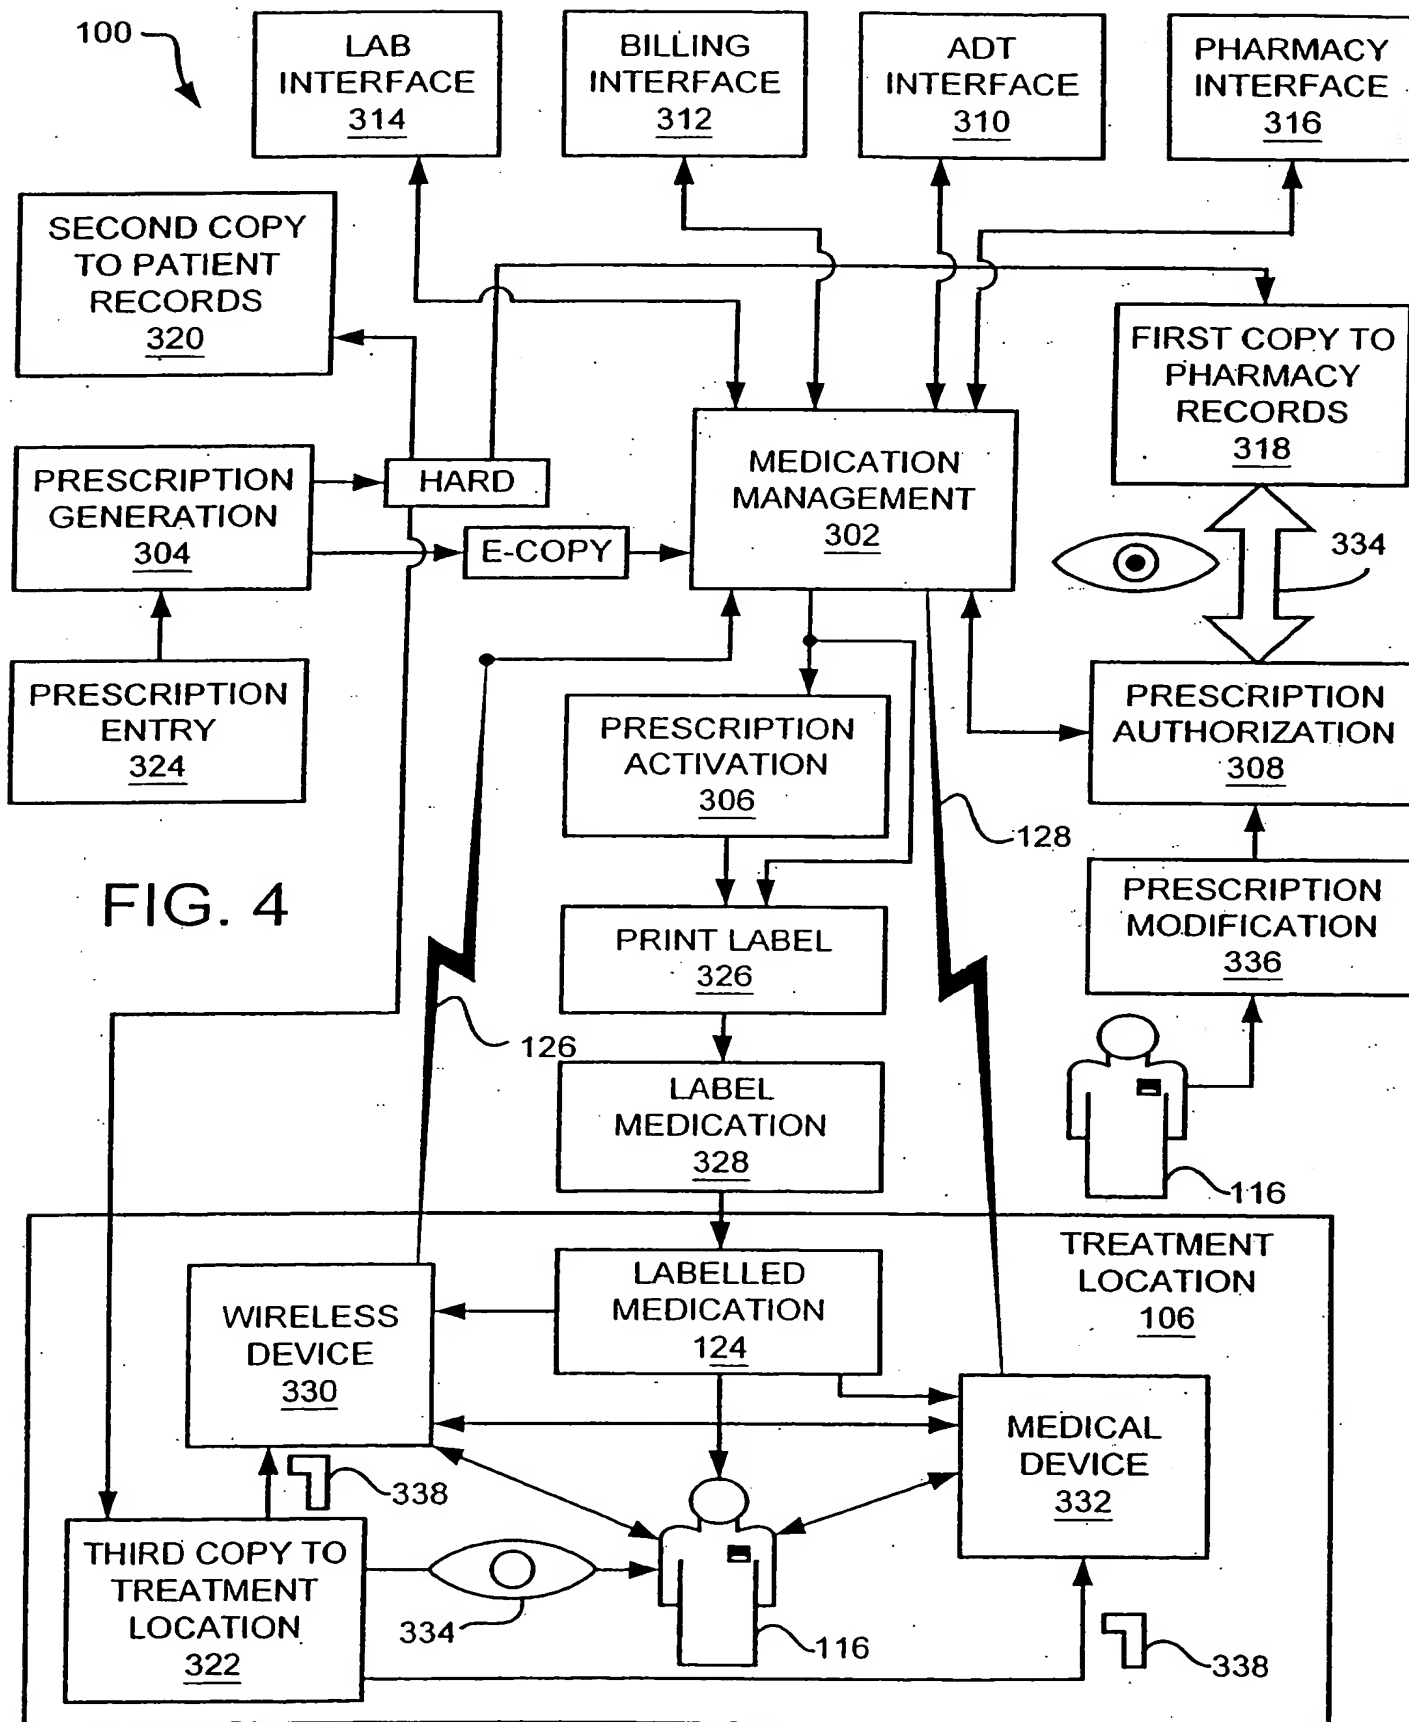 100
LAB
INTERFACE
314
BILLING
INTERFACE
312
ADT
INTERFACE
310
PHARMACY
INTERFACE
316
SECOND COPY
TO PATIENT
RECORDS
320
FIRST COPY TO
PHARMACY
RECORDS
318
PRESCRIPTION
GENERATION
304
HARD
E-COPY
MEDICATION
MANAGEMENT
302
334
PRESCRIPTION
ENTRY
324
PRESCRIPTION
ACTIVATION
306
PRESCRIPTION
AUTHORIZATION
308
128
FIG. 4
PRINT LABEL
326
PRESCRIPTION
MODIFICATION
336
126
LABEL
MEDICATION
328
116
TREATMENT
LOCATION
106
WIRELESS
DEVICE
330
LABELLED
MEDICATION
124
MEDICAL
DEVICE
332
338
THIRD COPY TO
TREATMENT
LOCATION
322
334
116
338